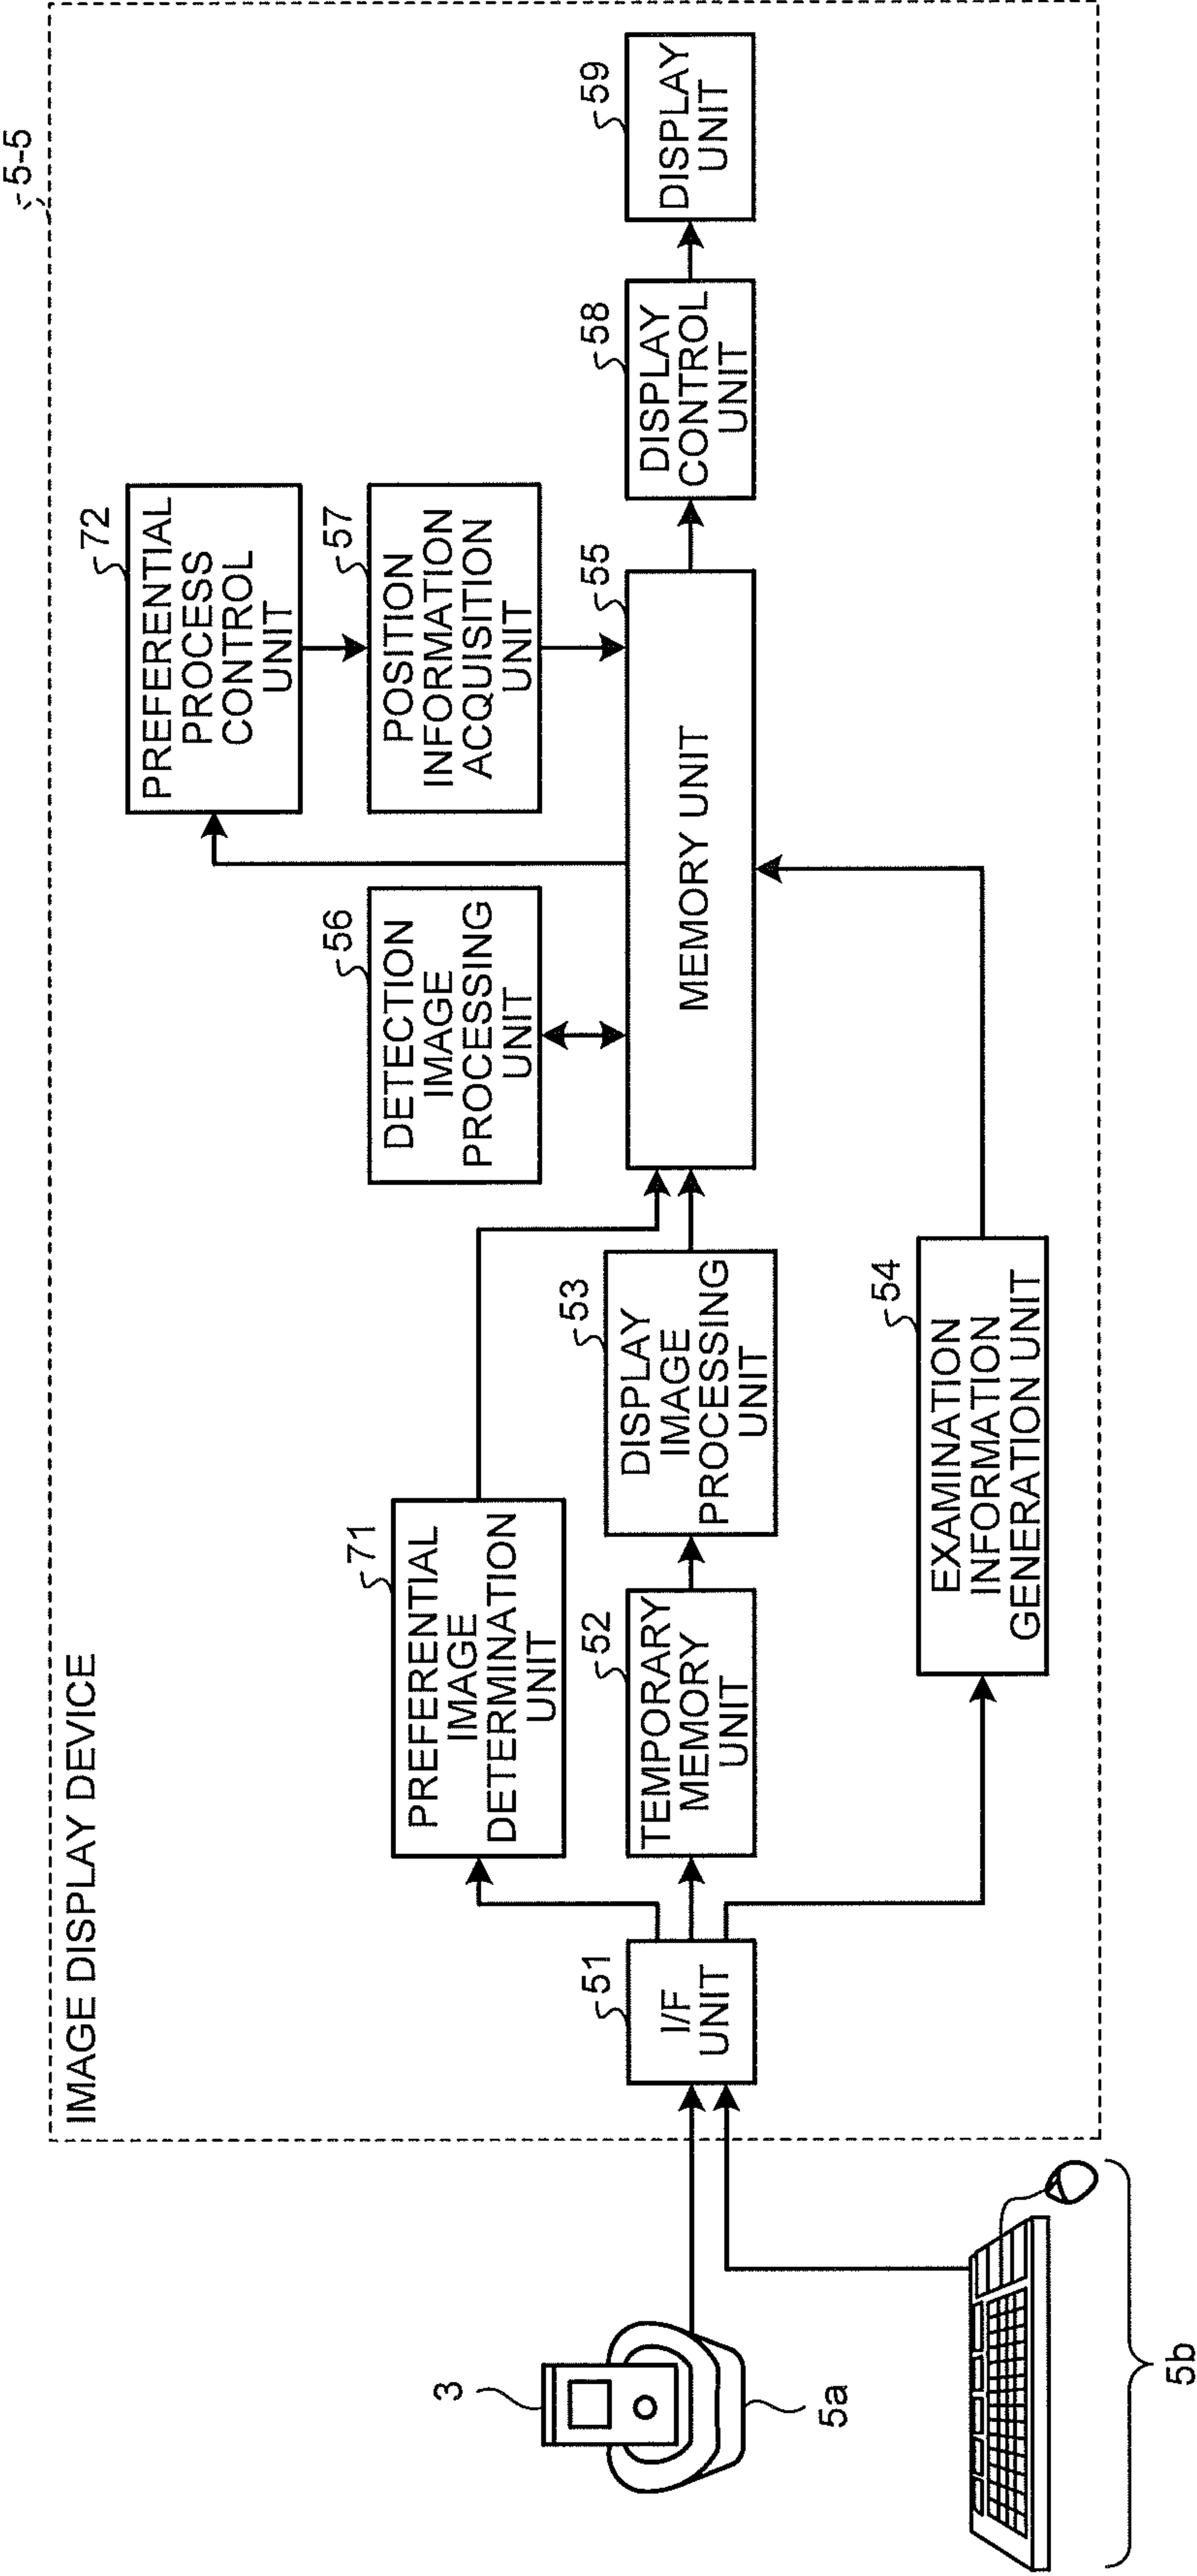 5-5
IMAGE DISPLAY DEVICE
72
PREFERENTIAL
PROCESS
CONTROL
UNIT
71
PREFERENTIAL
IMAGE
DETERMINATION
UNIT
56
DETECTION
IMAGE
PROCESSING
UNIT
57
POSITION
INFORMATION
ACQUISITION
UNIT
3
5a
51
I/F
UNIT
52
TEMPORARY
MEMORY
UNIT
53
DISPLAY
IMAGE
PROCESSING
UNIT
55
MEMORY UNIT
58
DISPLAY
CONTROL
UNIT
59
DISPLAY
UNIT
54
EXAMINATION
INFORMATION
GENERATION UNIT
5b